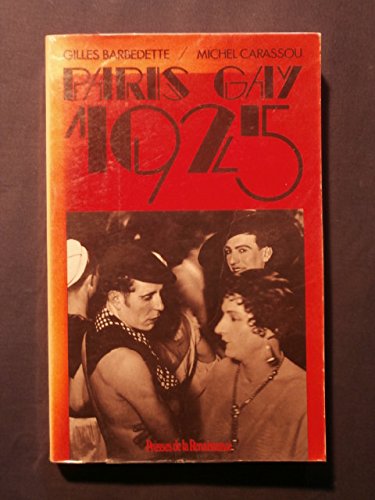 GILLES BARBEDETTE / MICHEL CARASSOU
PARIS GAY
1925
Presses de la Renaissance